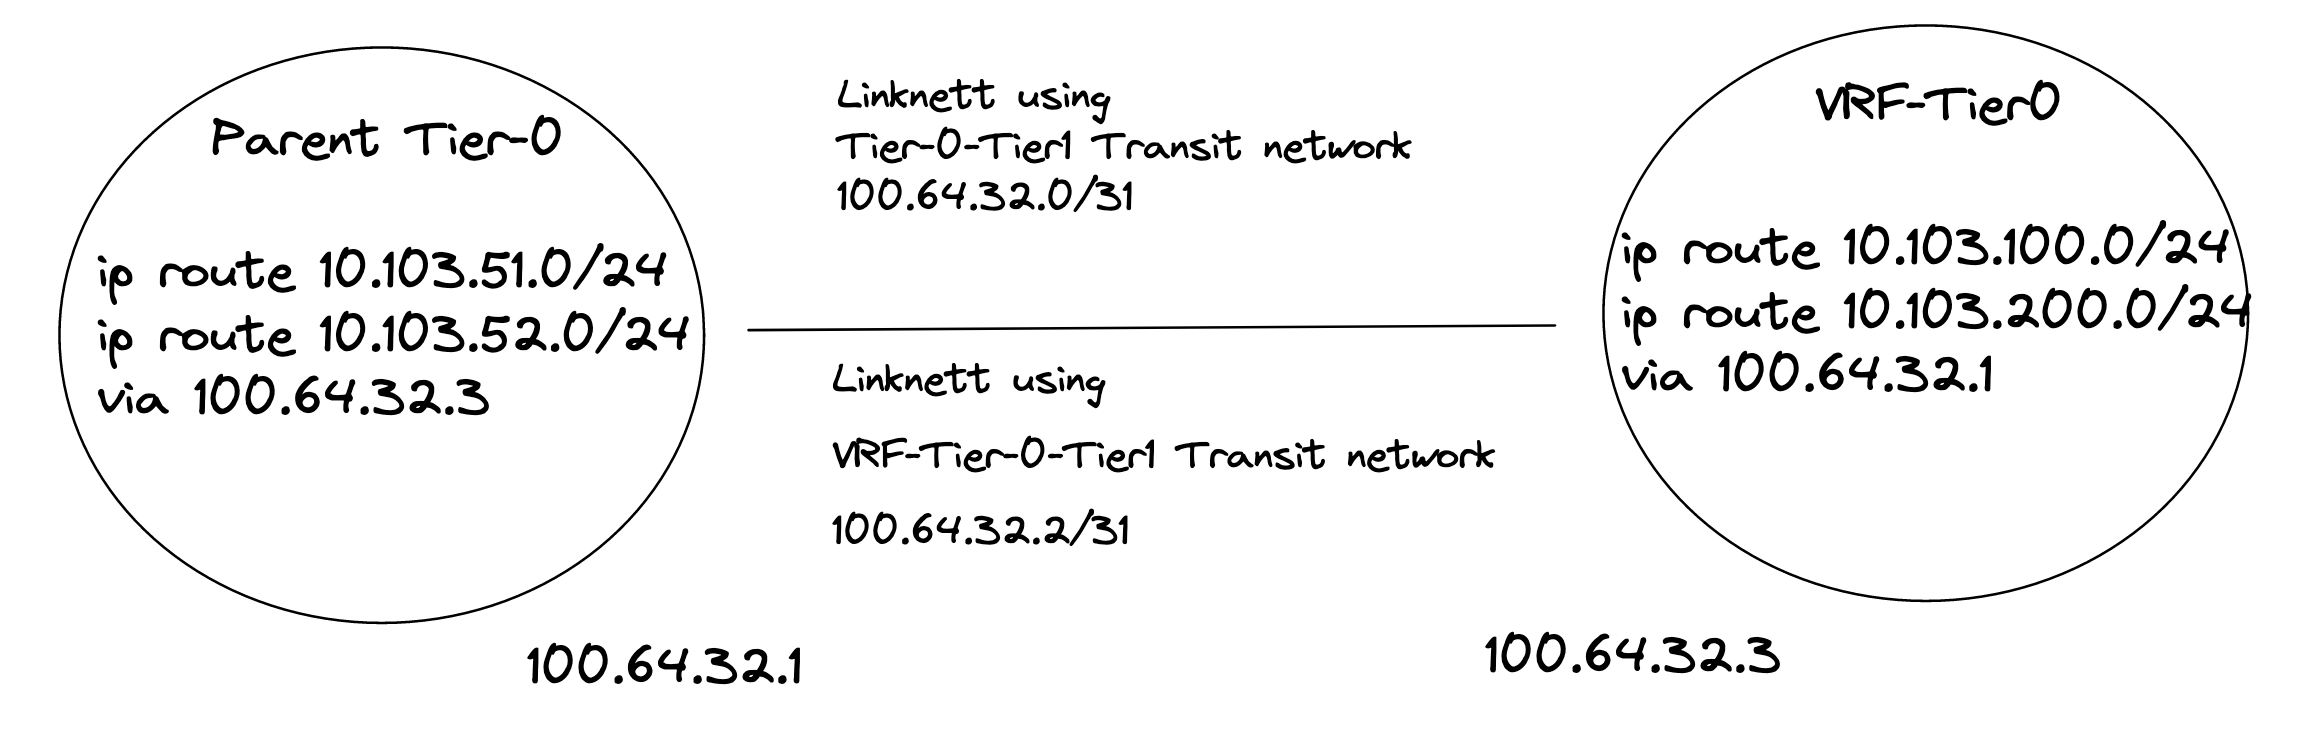 Parent Tier-0
ip route 10.103.51.0/24
ip route 10.103.52.0/24
via 100.64.32.3
100.64.32.1
Linknett using
Tier-0-Tier1 Transit network
100.64.32.0/31
Linknett using
VRF-Tier-0-Tier1 Transit network
100.64.32.2/31
VRF-Tier0
ip route 10.103.100.0/24
ip route 10.103.200.0/24
via 100.64.32.1
100.64.32.3